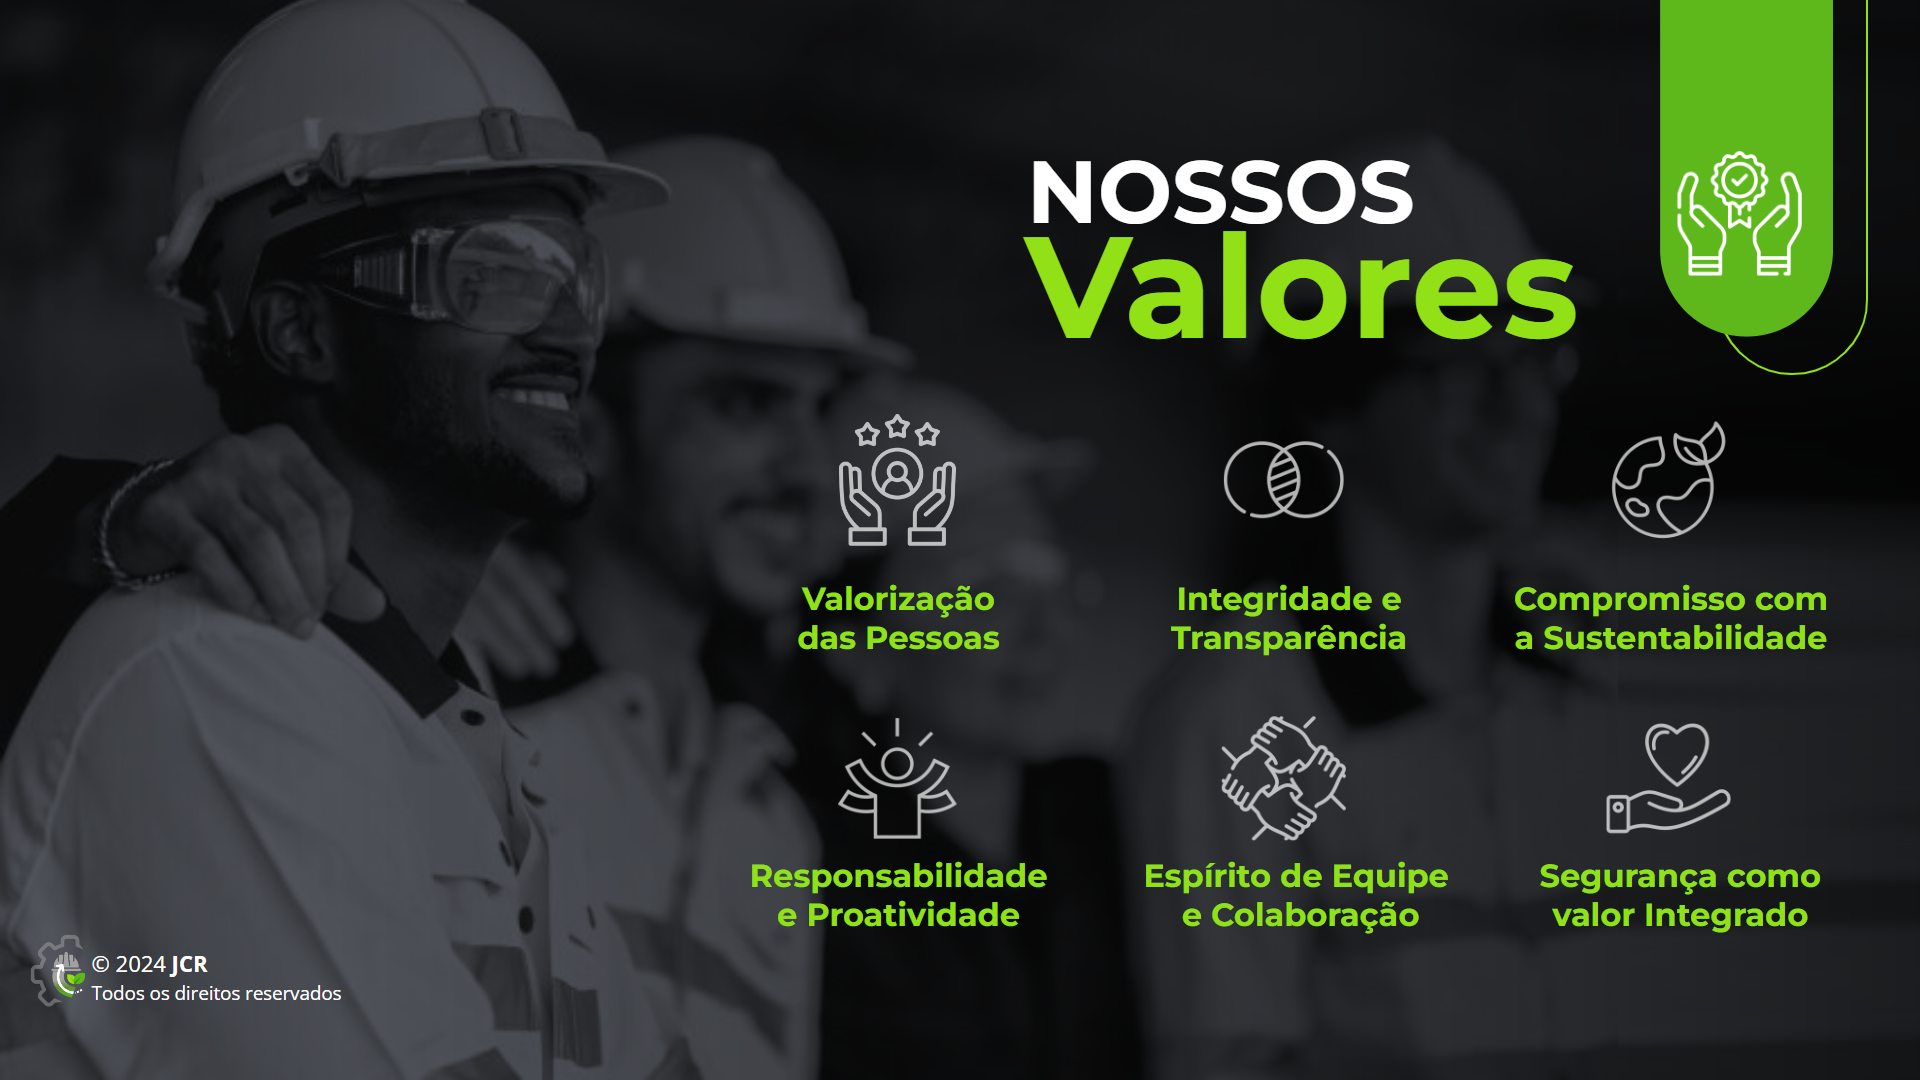 NOSSOS
Valores
Valorização
das Pessoas
Integridade e
Transparência
Compromisso com
a Sustentabilidade
Responsabilidade
e Proatividade
Espírito de Equipe
e Colaboração
Segurança como
valor Integrado
© 2024 JCR
Todos os direitos reservados